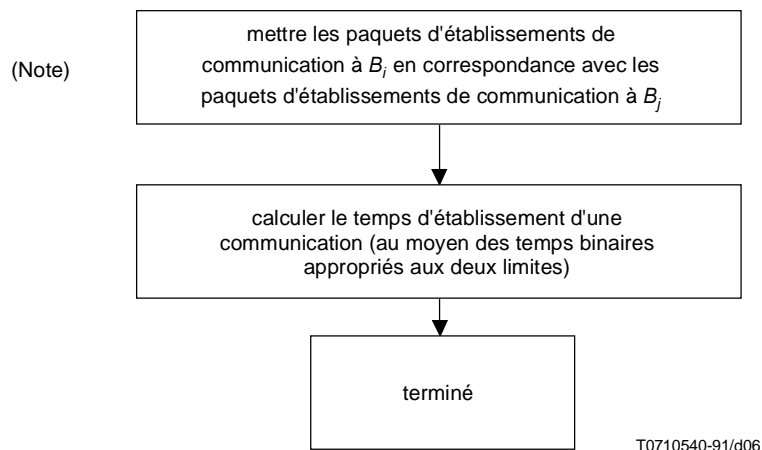 mettre les paquets d'établissements de
(Note)
communication à Bi en correspondance avec les
paquets d'établissements de communication à Bj
calculer le temps d'établissement d'une
communication (au moyen des temps binaires
appropriés aux deux limites)
terminé
T0710540-91/d06